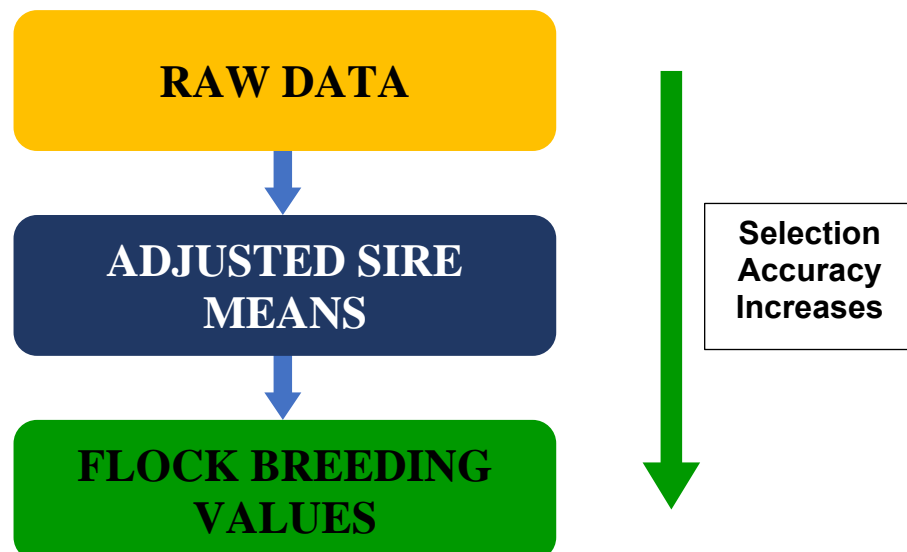 RAW DATA
ADJUSTED SIRE
MEANS
Selection
Accuracy
Increases
FLOCK BREEDING
VALUES